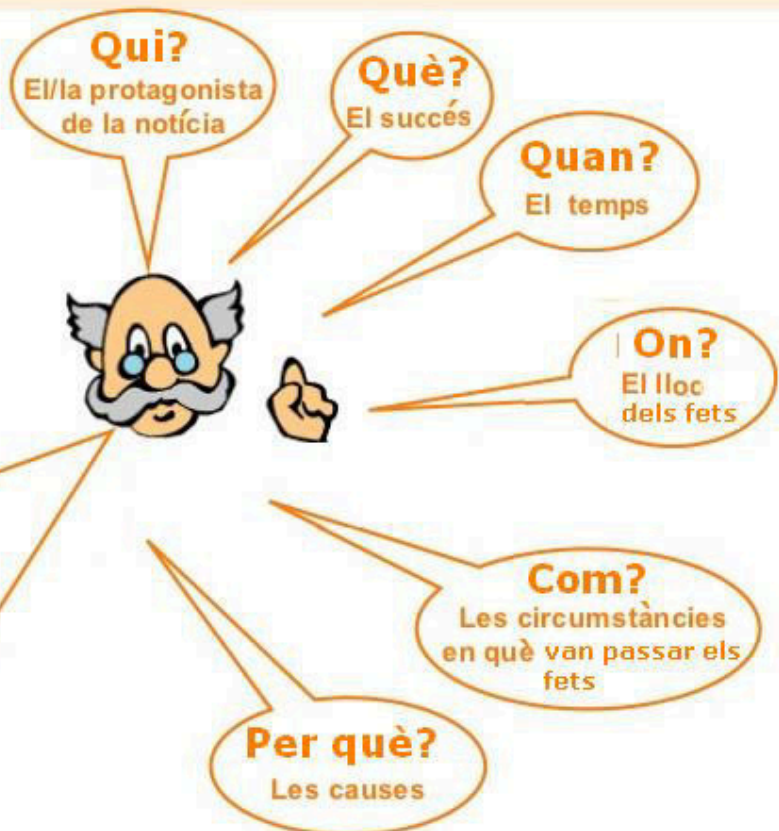 Qui?
El/la protagonista
de la notícia
Què?
El succés
Quan?
El temps
On?
El lloc
dels fets
Com?
Les circumstàncies
en què van passar els
fets
Per què?
Les causes